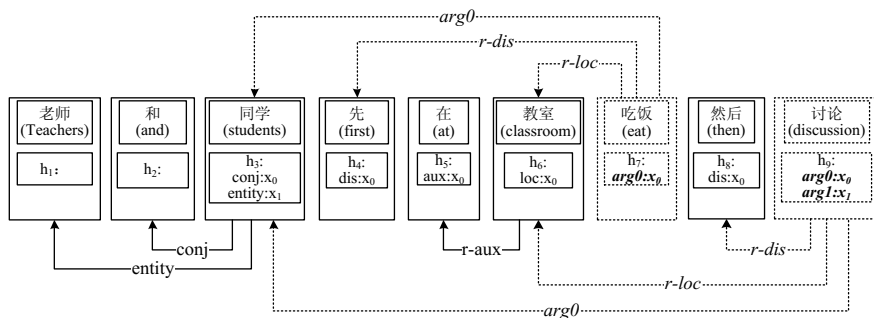 arg0
r-dis
r-loc
老师 和 同学 先 在 教室 吃饭 然后 讨论
(Teachers) (and) (students) (first) (at) (classroom) (eat) (then) (discussion)
h₁: h₂: h₃: h₄: h₅: h₆: h₇: h₈: h₉:
conj:x₀ dis:x₀ aux:x₀ loc:x₀ arg0:x₀ dis:x₀ arg0:x₀
entity:x₁ arg1:x₁
conj r-aux r-dis
entity
r-loc
arg0